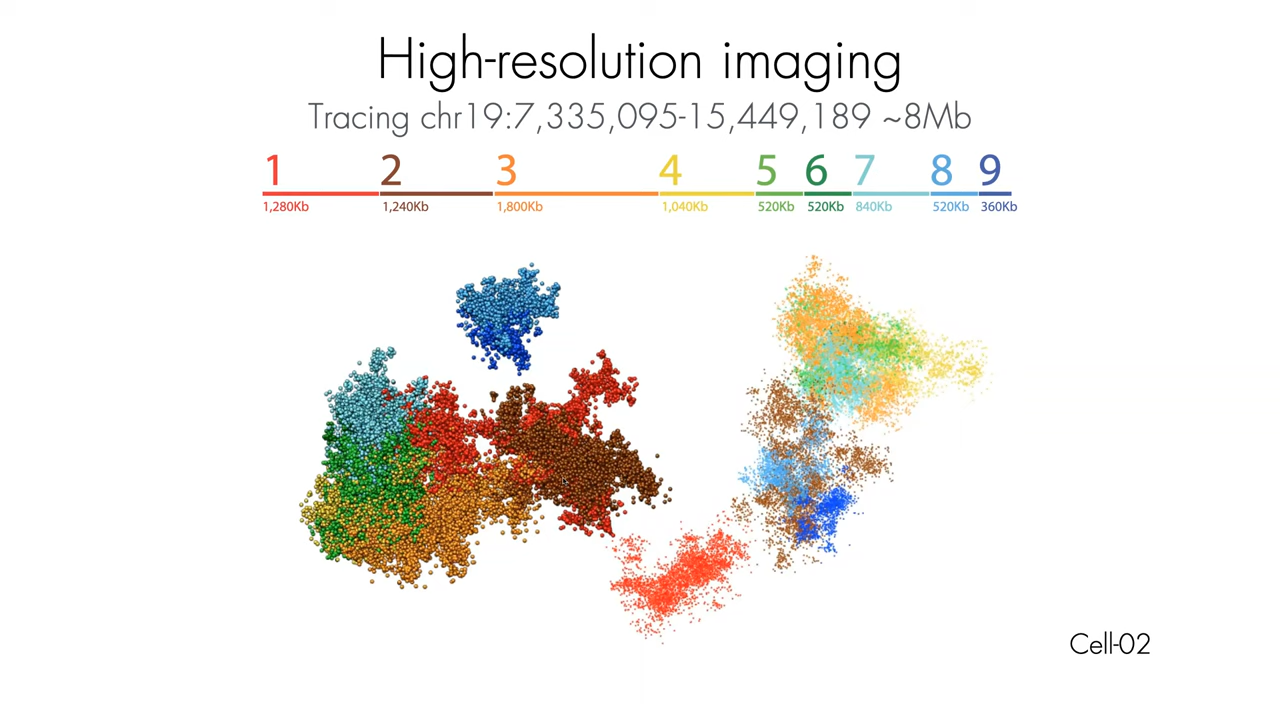 High-resolution imaging
Tracing chr19:7,335,095-15,449,189 ~8Mb
1 2 3 4 5 6 7 8 9
1,280Kb 1,240Kb 1,800Kb 1,040Kb 520Kb 520Kb 840Kb 520Kb 360Kb
Cell-02